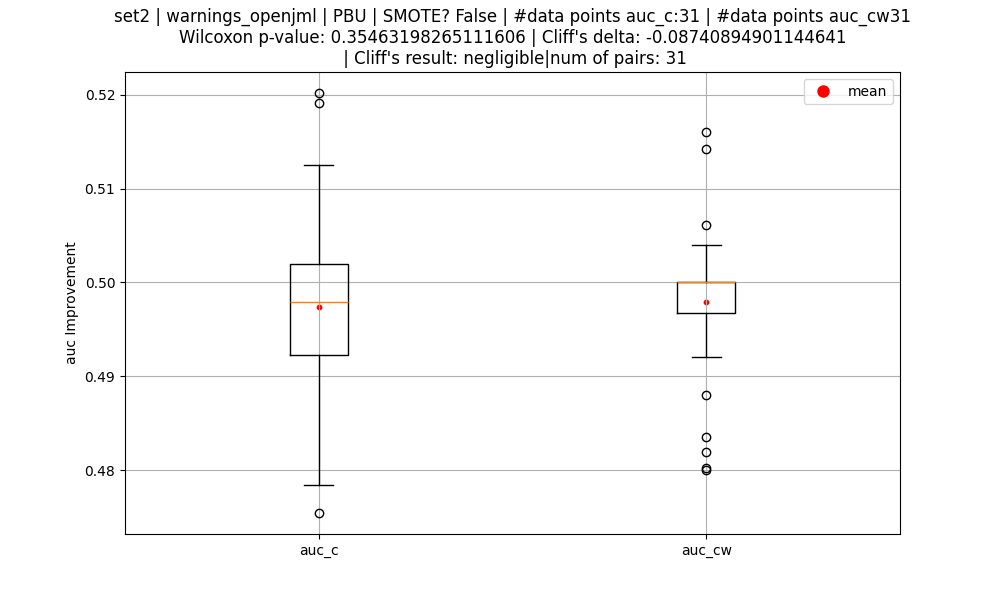 set2 | warnings_openjml | PBU | SMOTE? False | #data points auc_c:31 | #data points auc_cw31
Wilcoxon p-value: 0.35463198265111606 | Cliff's delta: -0.08740894901144641
| Cliff's result: negligible|num of pairs: 31
mean
0.52
0.51
0.50
0.49
0.48
auc Improvement
auc_c
auc_cw